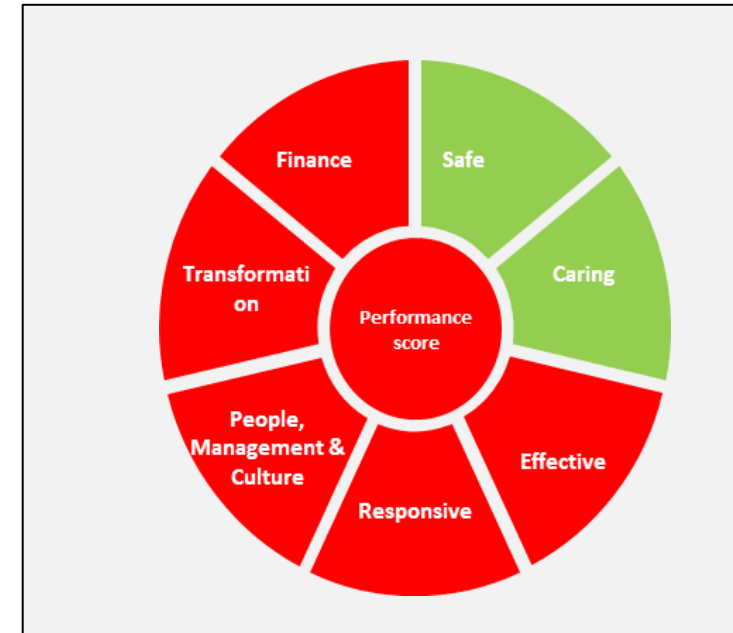 Finance
Safe
Transformati
on
Caring
Performance
score
People,
Management &
Culture
Effective
Responsive